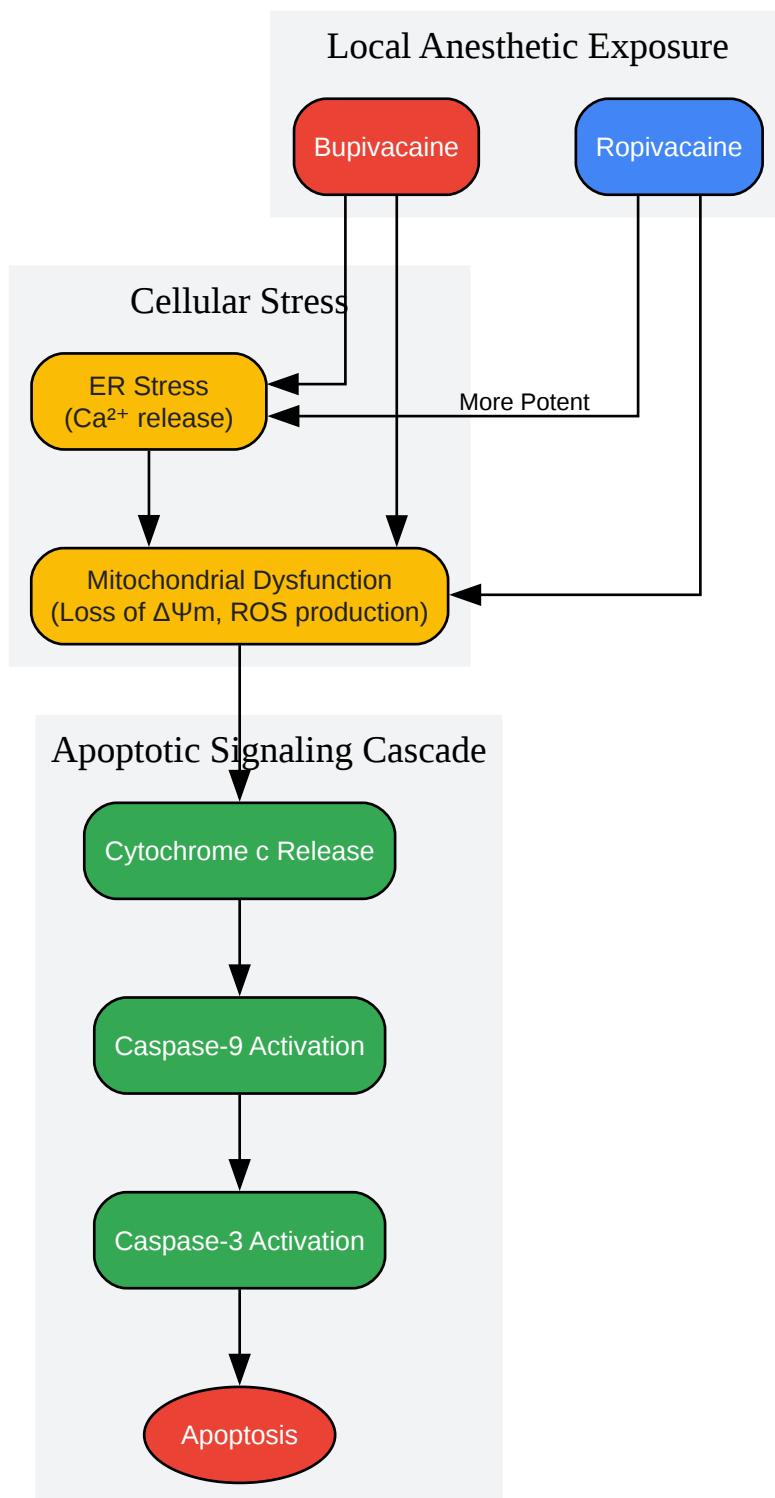 Local Anesthetic Exposure
Bupivacaine
Ropivacaine
Cellular Stress
ER Stress
(Ca²⁺ release)
More Potent
Mitochondrial Dysfunction
(Loss of ΔΨm, ROS production)
Apoptotic Signaling Cascade
Cytochrome c Release
Caspase-9 Activation
Caspase-3 Activation
Apoptosis